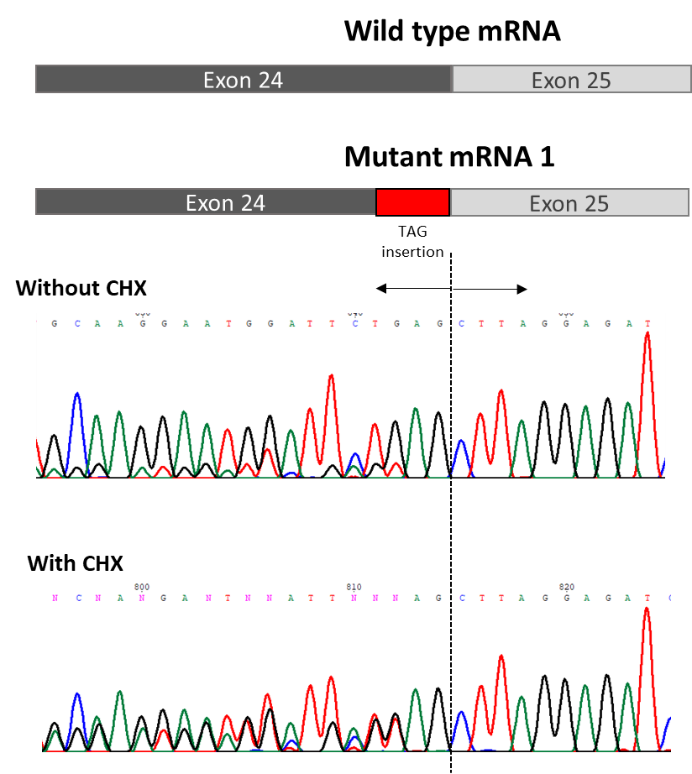 Wild type mRNA
Exon 24 Exon 25
Mutant mRNA 1
Exon 24 Exon 25
TAG
insertion
Without CHX
G C A A G G A A T G G A T T C T G A G C T T A G G A G A T
With CHX
800 810 820
N C N A N G A N T N N A T T N N N A G C T T A G G A G A T